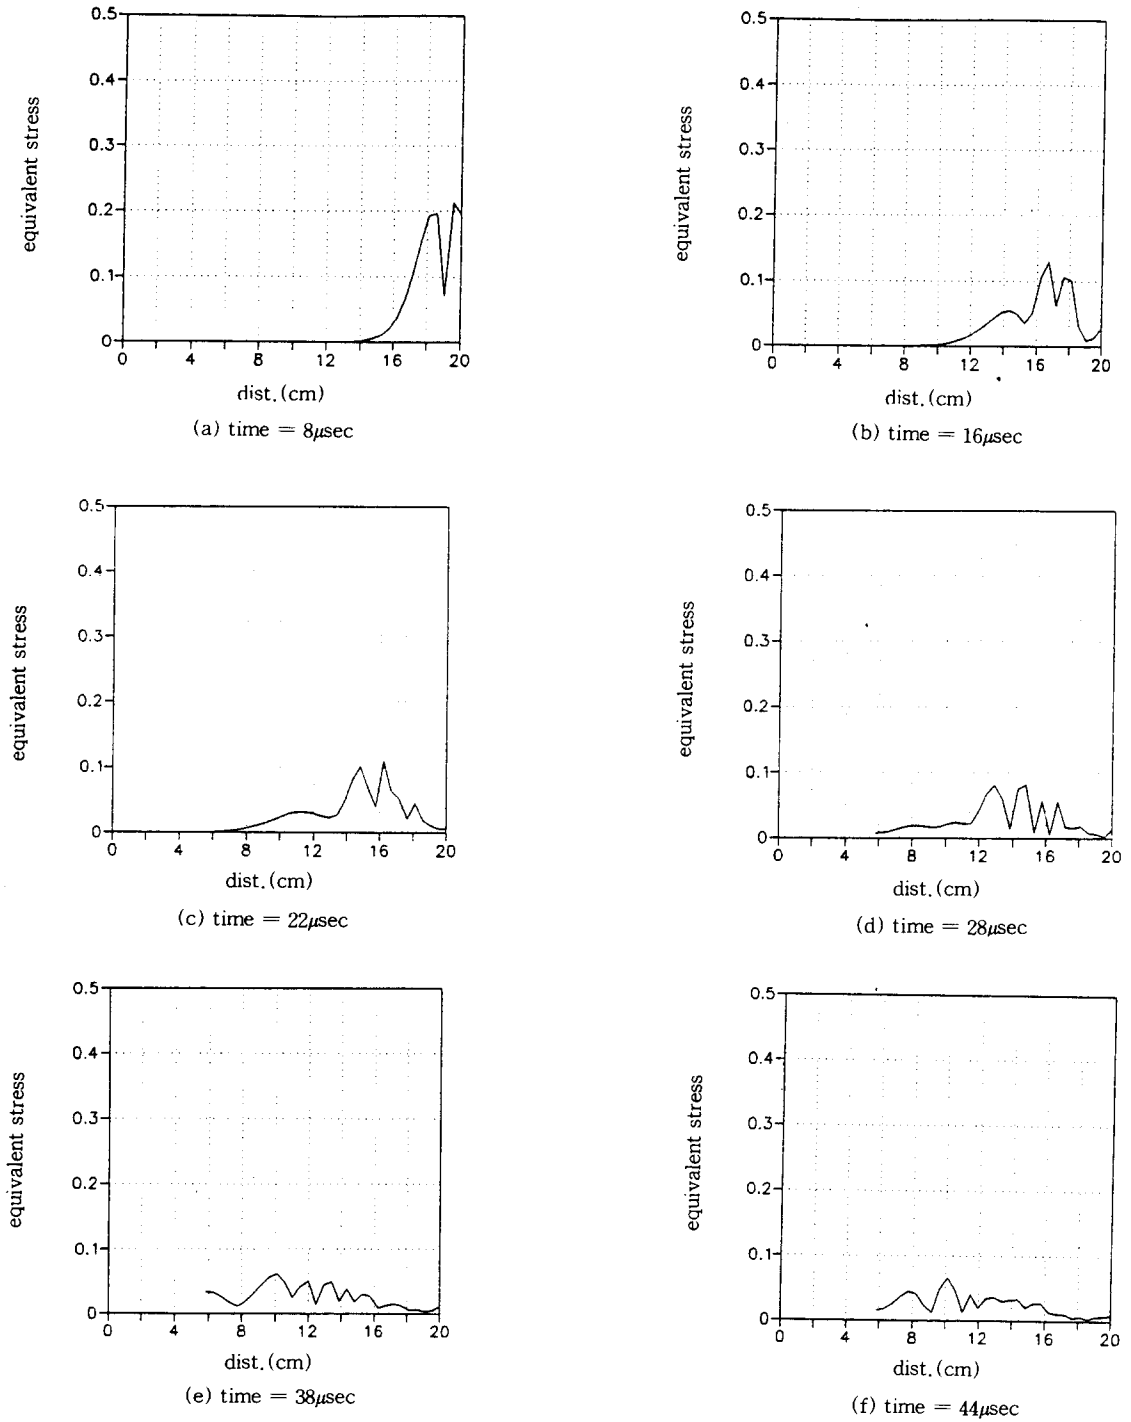 0.5
0.4
0.3
0.2
0.1
0
equivalent stress
0 4 8 12 16 20
dist.(cm)
(a) time = 8μsec
0.5
0.4
0.3
0.2
0.1
0
equivalent stress
0 4 8 12 16 20
dist.(cm)
(b) time = 16μsec
0.5
0.4
0.3
0.2
0.1
0
equivalent stress
0 4 8 12 16 20
dist.(cm)
(c) time = 22μsec
0.5
0.4
0.3
0.2
0.1
0
equivalent stress
0 4 8 12 16 20
dist.(cm)
(d) time = 28μsec
0.5
0.4
0.3
0.2
0.1
0
equivalent stress
0 4 8 12 16 20
dist.(cm)
(e) time = 38μsec
0.5
0.4
0.3
0.2
0.1
0
equivalent stress
0 4 8 12 16 20
dist.(cm)
(f) time = 44μsec